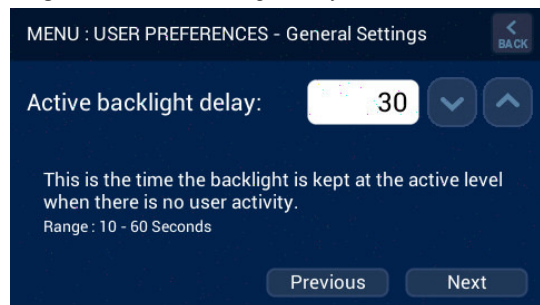 MENU : USER PREFERENCES - General Settings
BACK
Active backlight delay:
30
This is the time the backlight is kept at the active level
when there is no user activity.
Range : 10 - 60 Seconds
Previous
Next